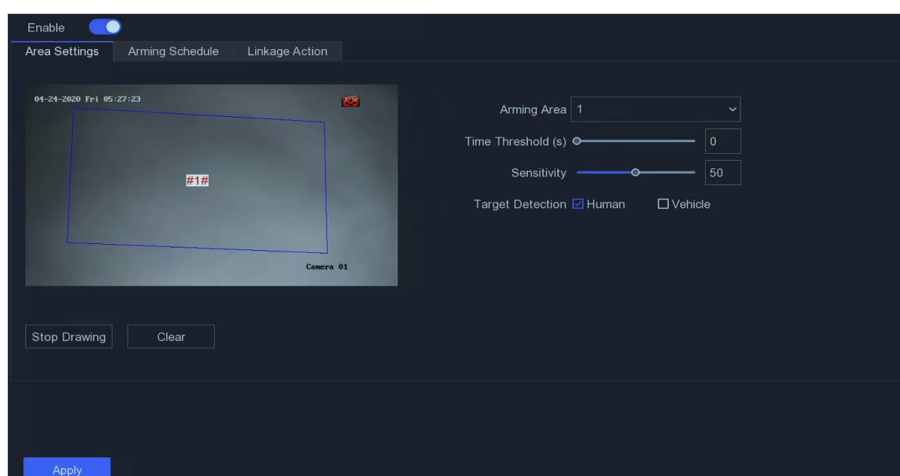 Enable
Area Settings Arming Schedule Linkage Action
04-24-2020 Fri 05:27:23
#1#
Camera 01
Arming Area 1
Time Threshold (s) 0
Sensitivity 50
Target Detection Human Vehicle
Stop Drawing Clear
Apply